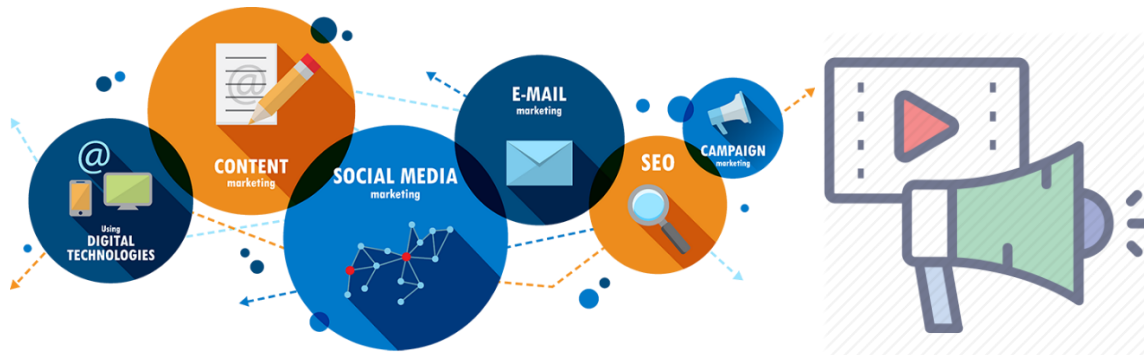 @
Using
DIGITAL
TECHNOLOGIES
@
CONTENT
marketing
SOCIAL MEDIA
marketing
E-MAIL
marketing
SEO
CAMPAIGN
marketing